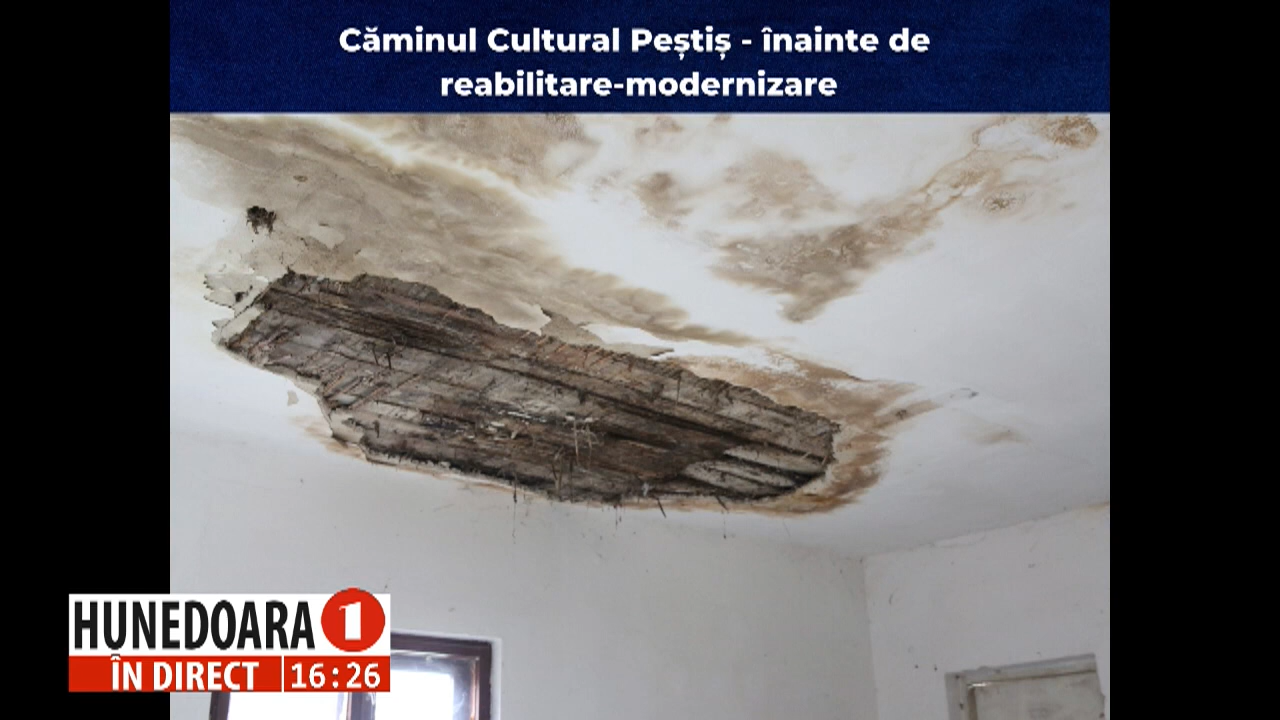 Căminul Cultural Peștiș - înainte de
reabilitare-modernizare
HUNEDOARA 1
ÎN DIRECT 16:26